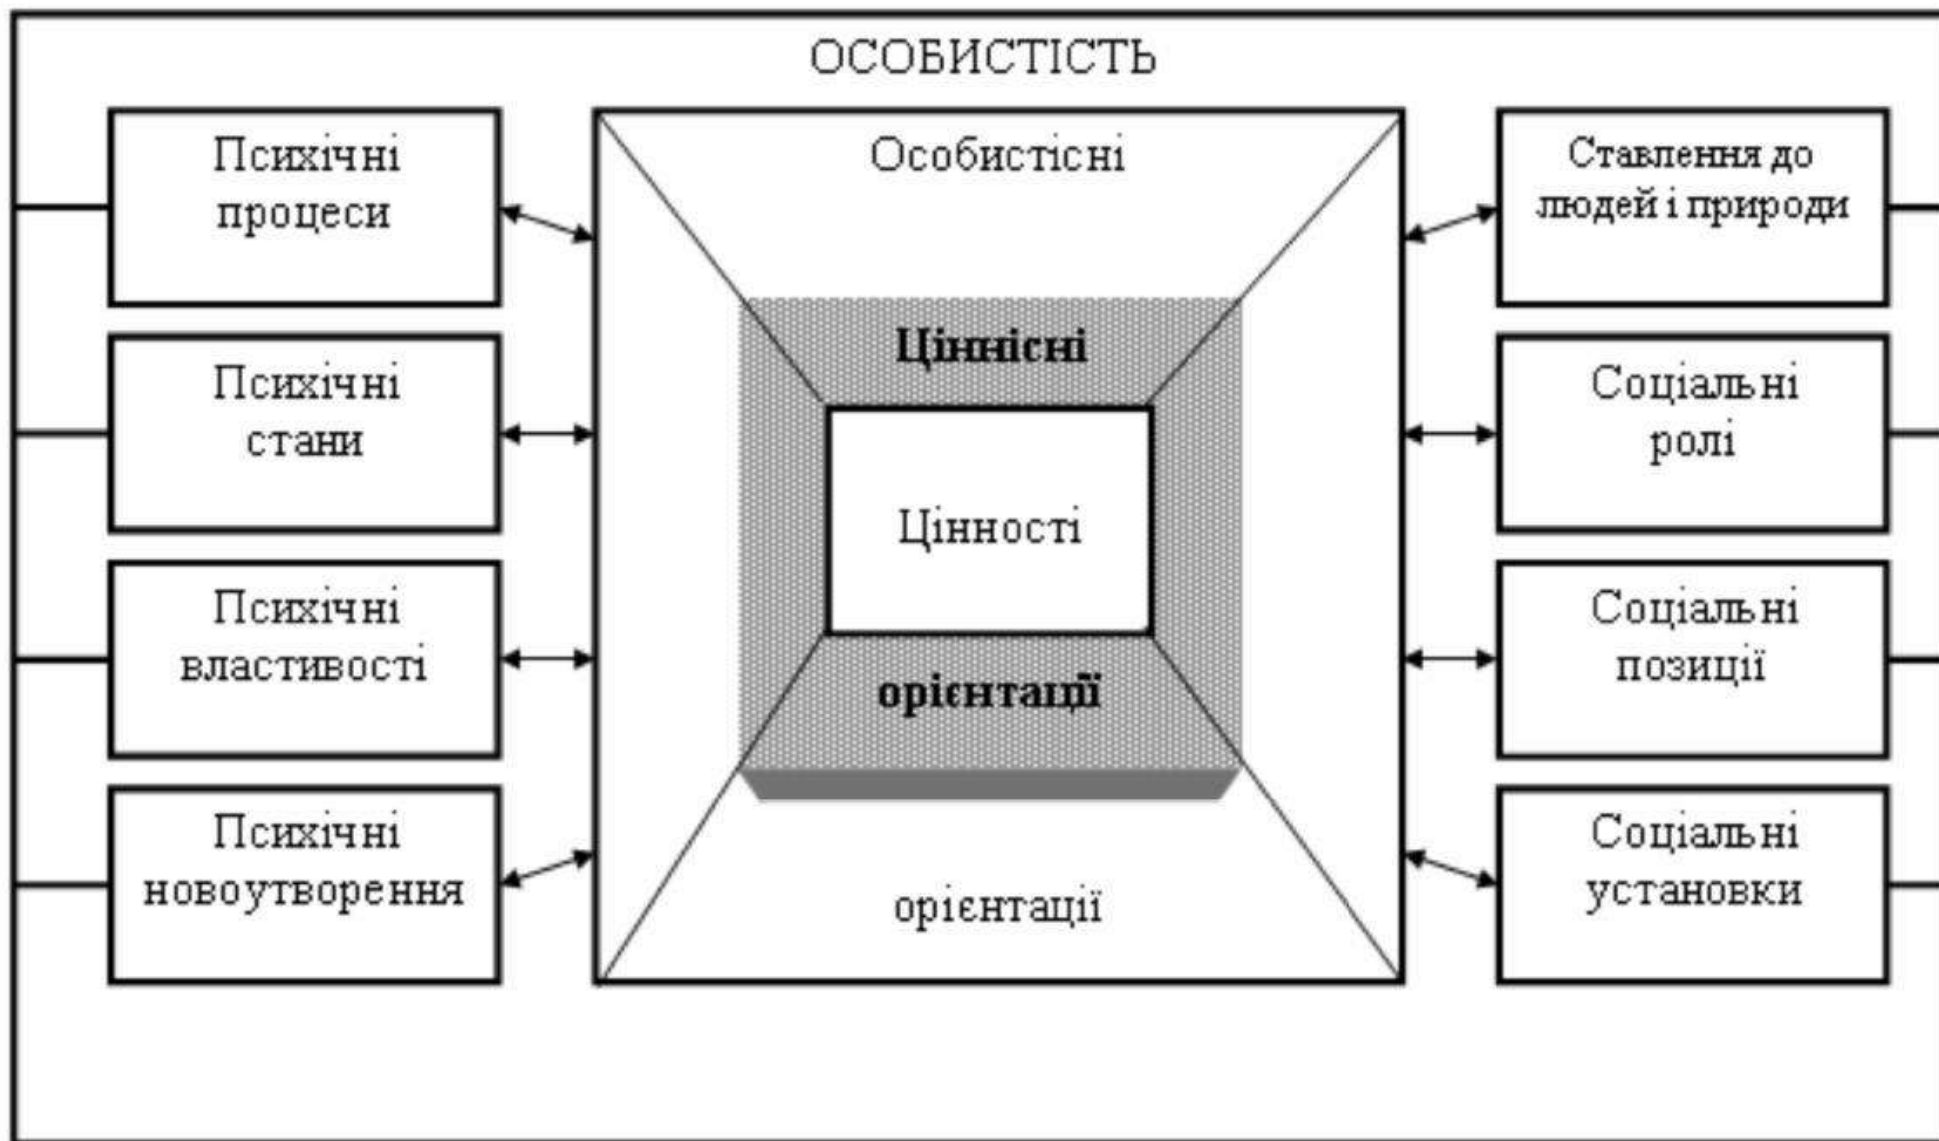 ОСОБИСТІСТЬ
Психічні
процеси
Психічні
стани
Психічні
властивості
Психічні
новоутворення
Особистісні
Ціннісні
Цінності
орієнтації
орієнтації
Ставлення до
людей і природи
Соціальні
ролі
Соціальні
позиції
Соціальні
установки